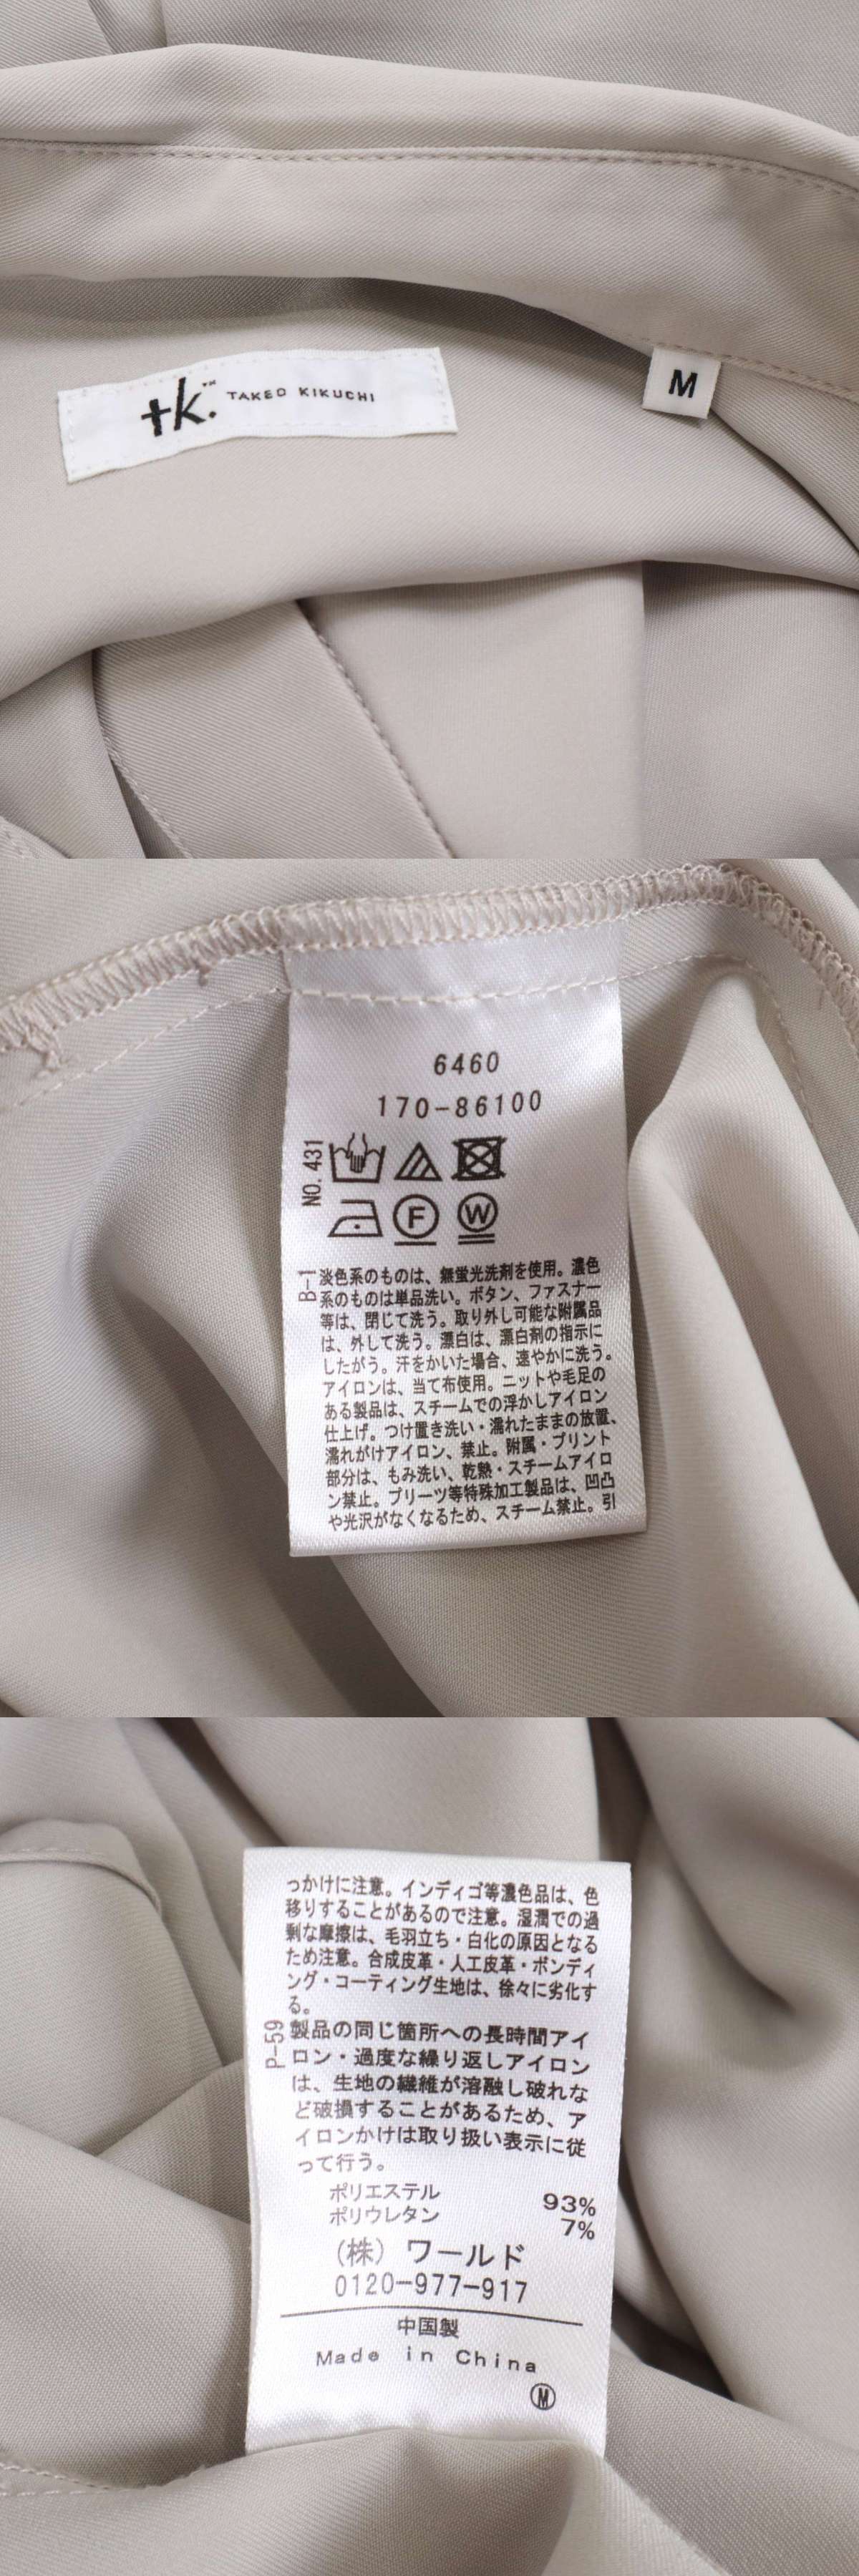 +k.™ TAKEO KIKUCHI
M
6460
170-86100
NO. 431
F
W
B-1
淡色系のものは、無蛍光洗剤を使用。濃色
系のものは単品洗い。ボタン、ファスナー
等は、閉じて洗う。取り外し可能な附属品
は、外して洗う。漂白は、漂白剤の指示に
したがう。汗をかいた場合、速やかに洗う。
アイロンは、当て布使用。ニットや毛足の
ある製品は、スチームでの浮かしアイロン
仕上げ。つけ置き洗い・濡れたままの放置、
濡れがけアイロン、禁止。附属・プリント
部分は、もみ洗い、乾熱・スチームアイロ
ン禁止。プリーツ等特殊加工製品は、凹凸
や光沢がなくなるため、スチーム禁止。引
っかけに注意。インディゴ等濃色品は、色
移りすることがあるので注意。湿潤での過
剰な摩擦は、毛羽立ち・白化の原因となる
ため注意。合成皮革・人工皮革・ボンディ
ング・コーティング生地は、徐々に劣化す
る。
P-59
製品の同じ箇所への長時間アイ
ロン・過度な繰り返しアイロン
は、生地の繊維が溶融し破れな
ど破損することがあるため、ア
イロンかけは取り扱い表示に従
って行う。
ポリエステル 93%
ポリウレタン 7%
(株) ワールド
0120-977-917
中国製
Made in China
Ⓜ